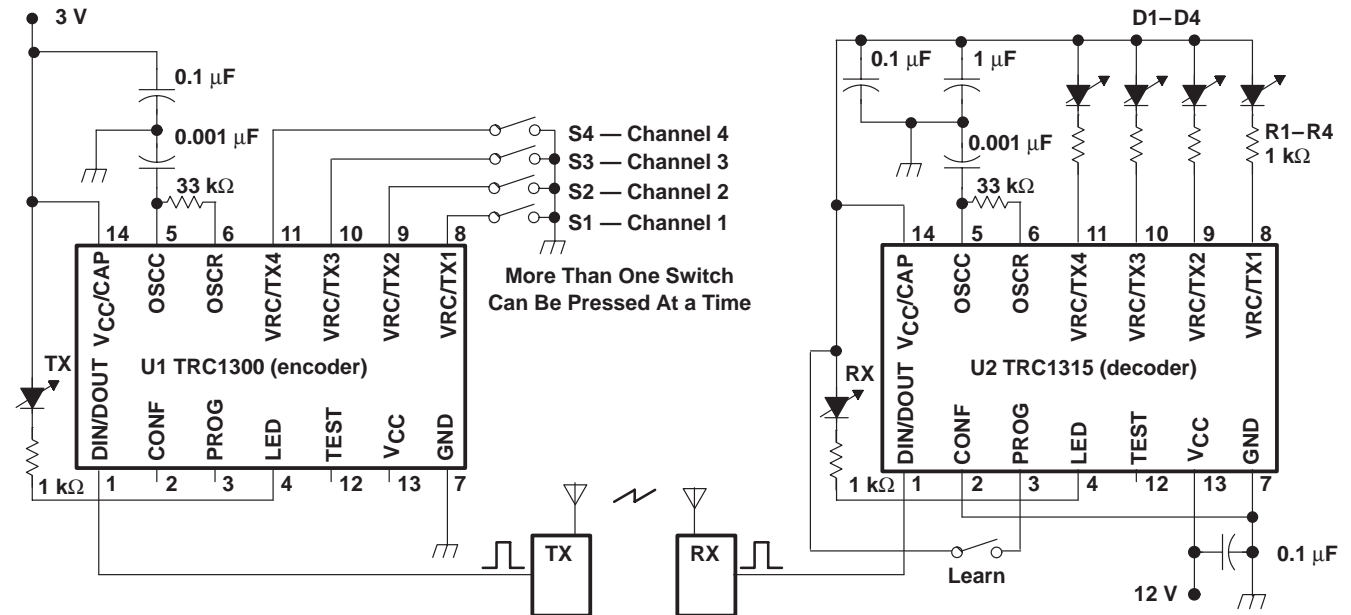 3 V
0.1 μF
0.001 μF
33 kΩ
S4 — Channel 4
S3 — Channel 3
S2 — Channel 2
S1 — Channel 1
More Than One Switch
Can Be Pressed At a Time
14 5 6 11 10 9 8
VCC/CAP
OSCC
OSCR
VRC/TX4
VRC/TX3
VRC/TX2
VRC/TX1
U1 TRC1300 (encoder)
TX
DIN/DOUT
CONF
PROG
LED
TEST
VCC
GND
1 kΩ
1 2 3 4 12 13 7
TX
RX
D1–D4
0.1 μF
1 μF
0.001 μF
33 kΩ
R1–R4
1 kΩ
14 5 6 11 10 9 8
VCC/CAP
OSCC
OSCR
VRC/TX4
VRC/TX3
VRC/TX2
VRC/TX1
U2 TRC1315 (decoder)
RX
DIN/DOUT
CONF
PROG
LED
TEST
VCC
GND
1 kΩ
1 2 3 4 12 13 7
Learn
0.1 μF
12 V